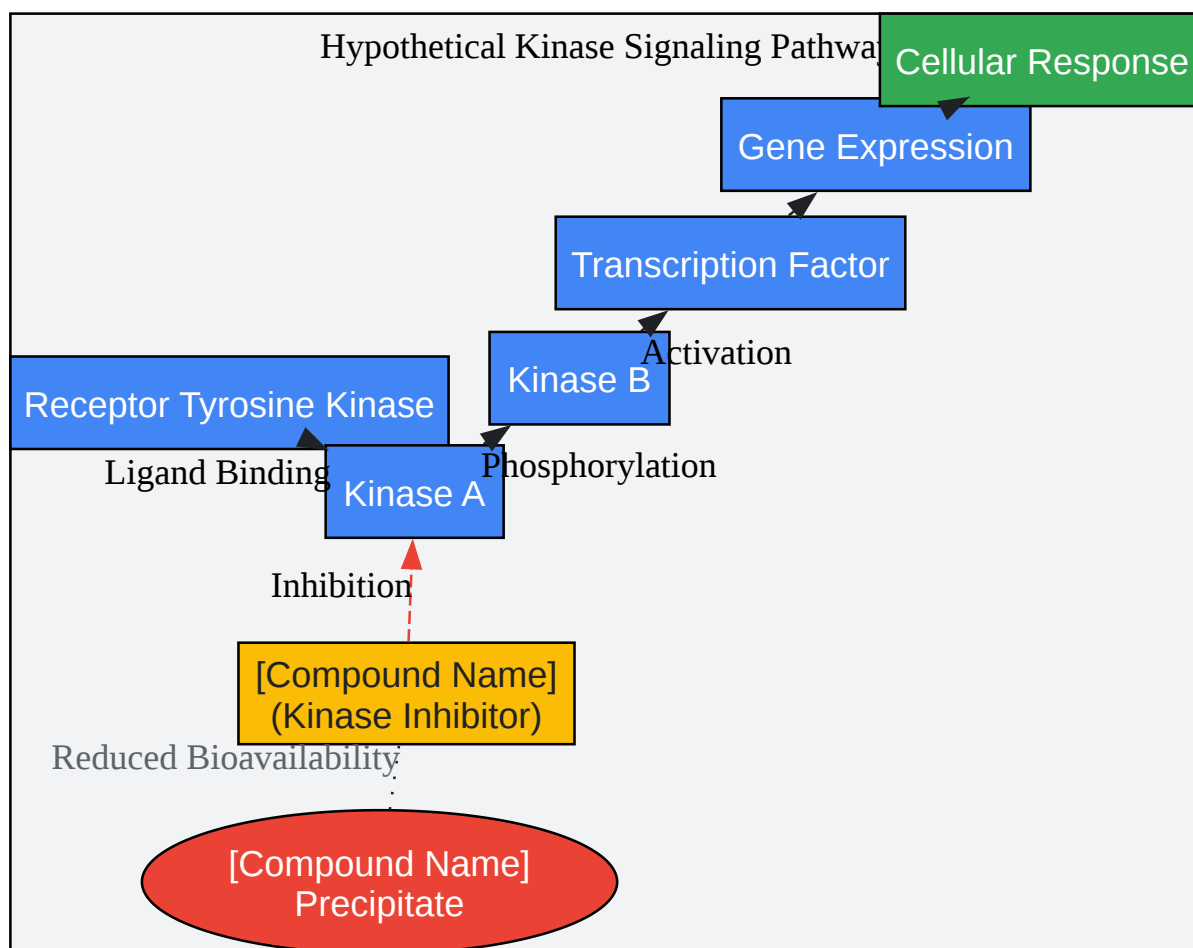 Hypothetical Kinase Signaling Pathway
Cellular Response
Gene Expression
Transcription Factor
Activation
Kinase B
Receptor Tyrosine Kinase
Phosphorylation
Ligand Binding
Kinase A
Inhibition
[Compound Name]
(Kinase Inhibitor)
Reduced Bioavailability
[Compound Name]
Precipitate